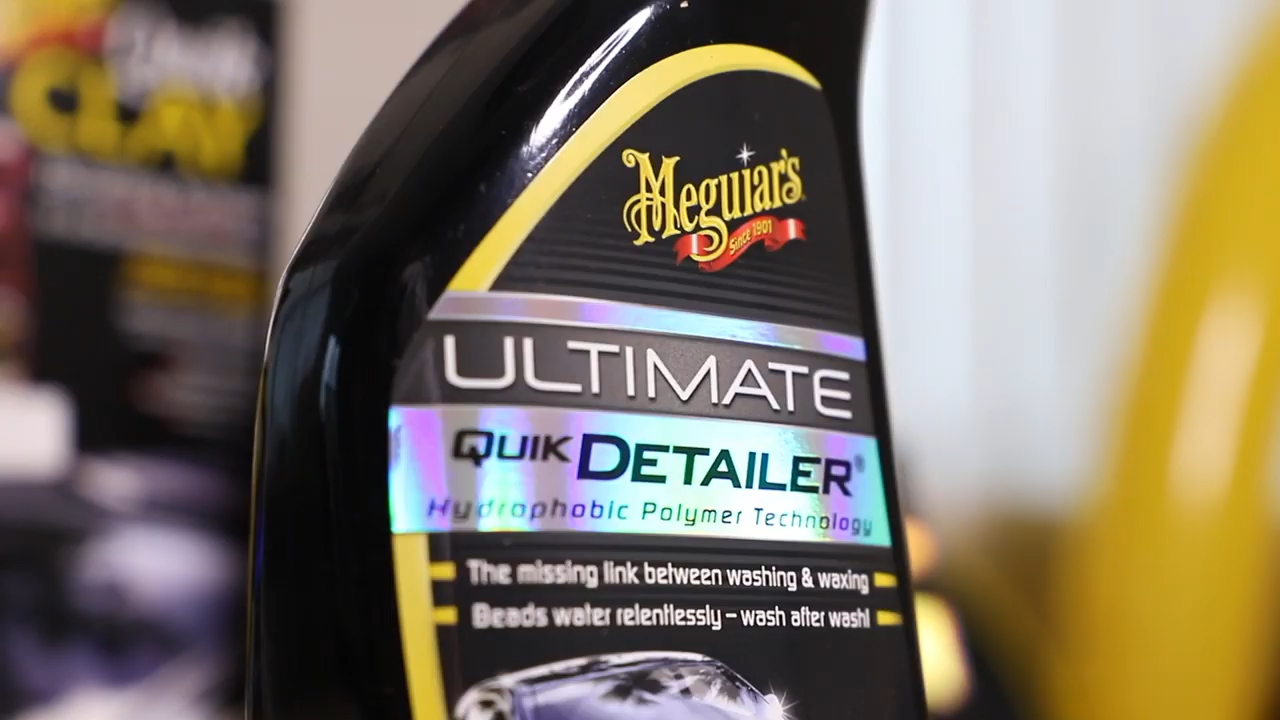 CLAY
Meguiar's
Since 1901
ULTIMATE
QUIK DETAILER®
Hydrophobic Polymer Technology
The missing link between washing & waxing
Beads water relentlessly – wash after wash!